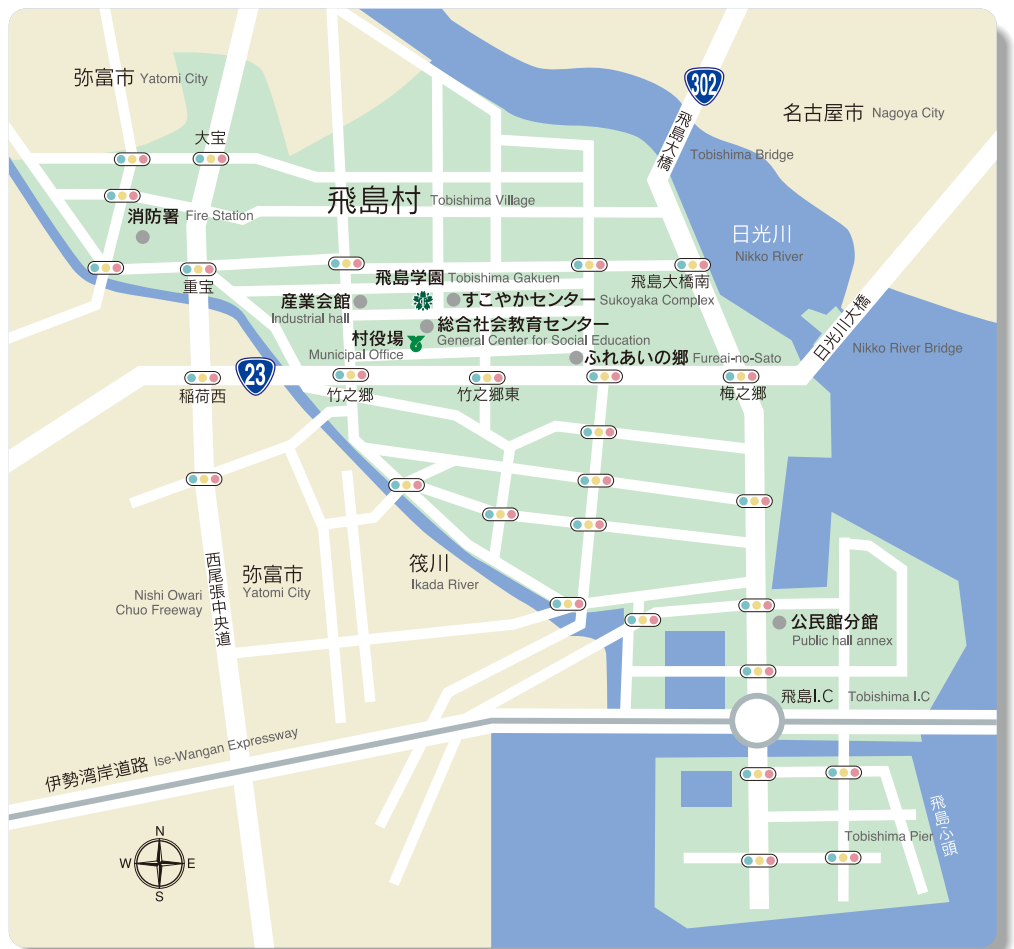 弥富市 Yatomi City
302
名古屋市 Nagoya City
大宝
飛島大橋
Tobishima Bridge
飛島村 Tobishima Village
消防署 Fire Station
日光川
Nikko River
飛島学園 Tobishima Gakuen
飛島大橋南
重宝
産業会館
Industrial hall
すこやかセンター Sukoyaka Complex
総合社会教育センター
General Center for Social Education
村役場
Municipal Office
ふれあいの郷 Fureai-no-Sato
日光川大橋
Nikko River Bridge
23
稲荷西
竹之郷
竹之郷東
梅之郷
西尾張中央道
Nishi Owari
Chuo Freeway
弥富市
Yatomi City
筏川
Ikada River
公民館分館
Public hall annex
飛島I.C Tobishima I.C
伊勢湾岸道路 Ise-Wangan Expressway
飛島ふ頭
Tobishima Pier
N
W E
S